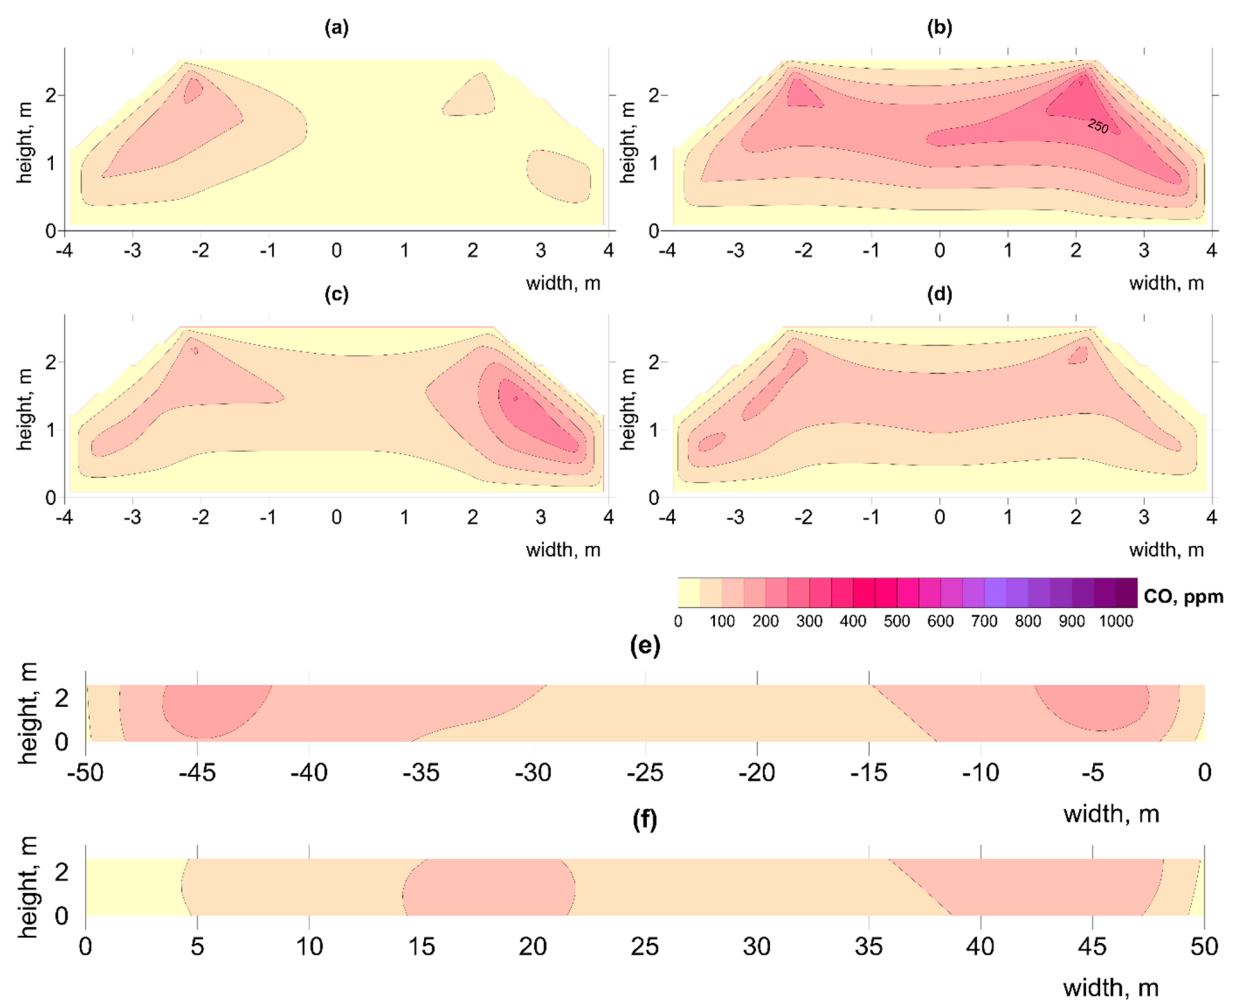 (a) (b)
height, m 2 1 0
-4 -3 -2 -1 0 1 2 3 4
width, m
height, m 2 1 0
250
-4 -3 -2 -1 0 1 2 3 4
width, m
(c) (d)
height, m 2 1 0
-4 -3 -2 -1 0 1 2 3 4
width, m
height, m 2 1 0
-4 -3 -2 -1 0 1 2 3 4
width, m
CO, ppm
0 100 200 300 400 500 600 700 800 900 1000
(e)
height, m 2 0
-50 -45 -40 -35 -30 -25 -20 -15 -10 -5 0
width, m
(f)
height, m 2 0
0 5 10 15 20 25 30 35 40 45 50
width, m